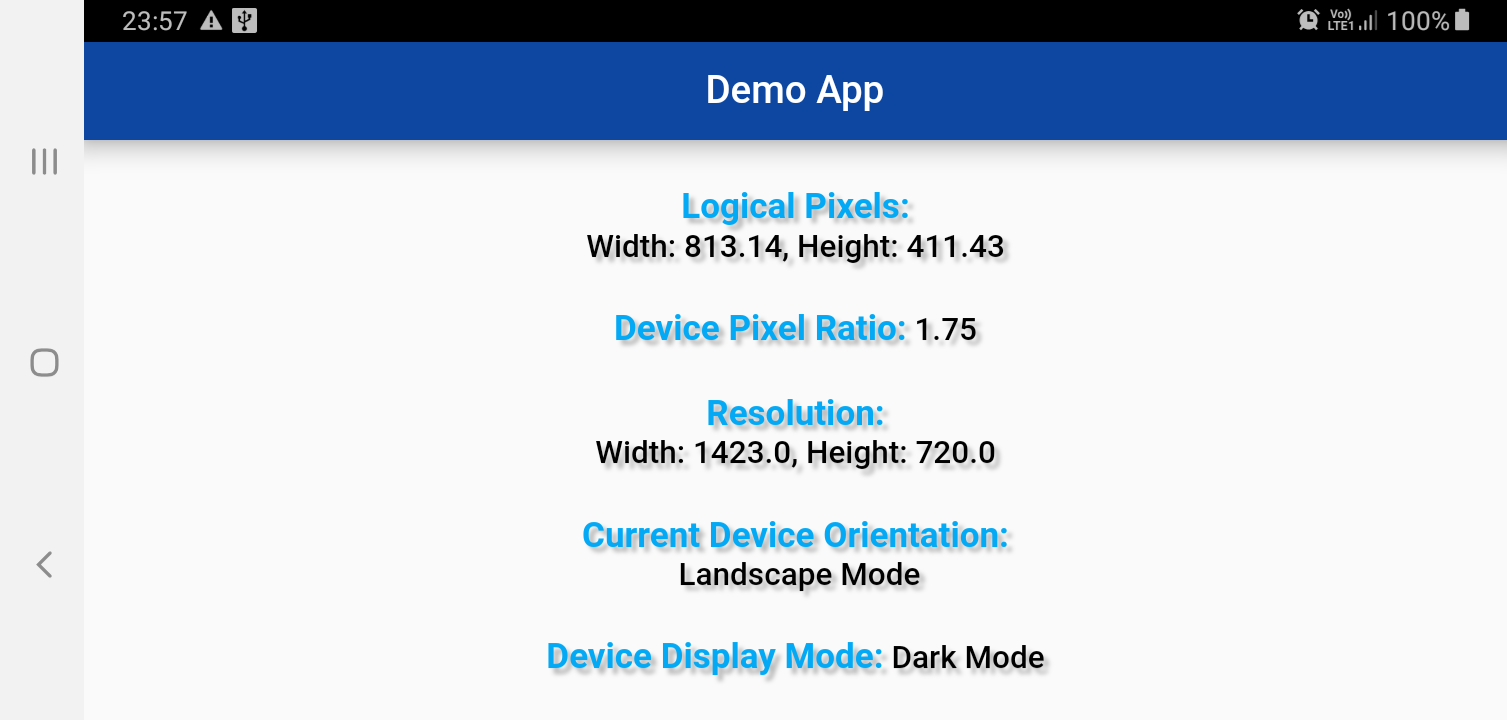 23:57 Vo) LTE1 100%
Demo App
Logical Pixels:
Width: 813.14, Height: 411.43
Device Pixel Ratio: 1.75
Resolution:
Width: 1423.0, Height: 720.0
Current Device Orientation:
Landscape Mode
Device Display Mode: Dark Mode